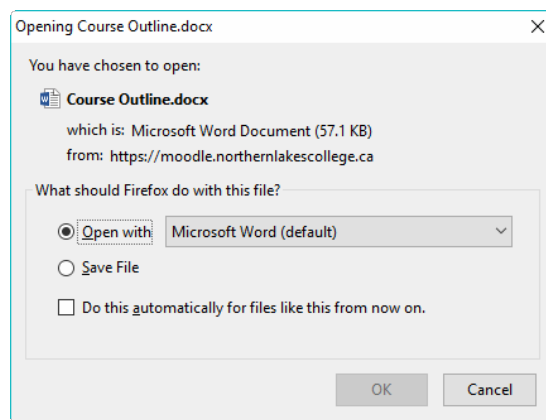 Opening Course Outline.docx
You have chosen to open:
Course Outline.docx
which is: Microsoft Word Document (57.1 KB)
from: https://moodle.northernlakescollege.ca
What should Firefox do with this file?
Open with Microsoft Word (default)
Save File
Do this automatically for files like this from now on.
OK Cancel